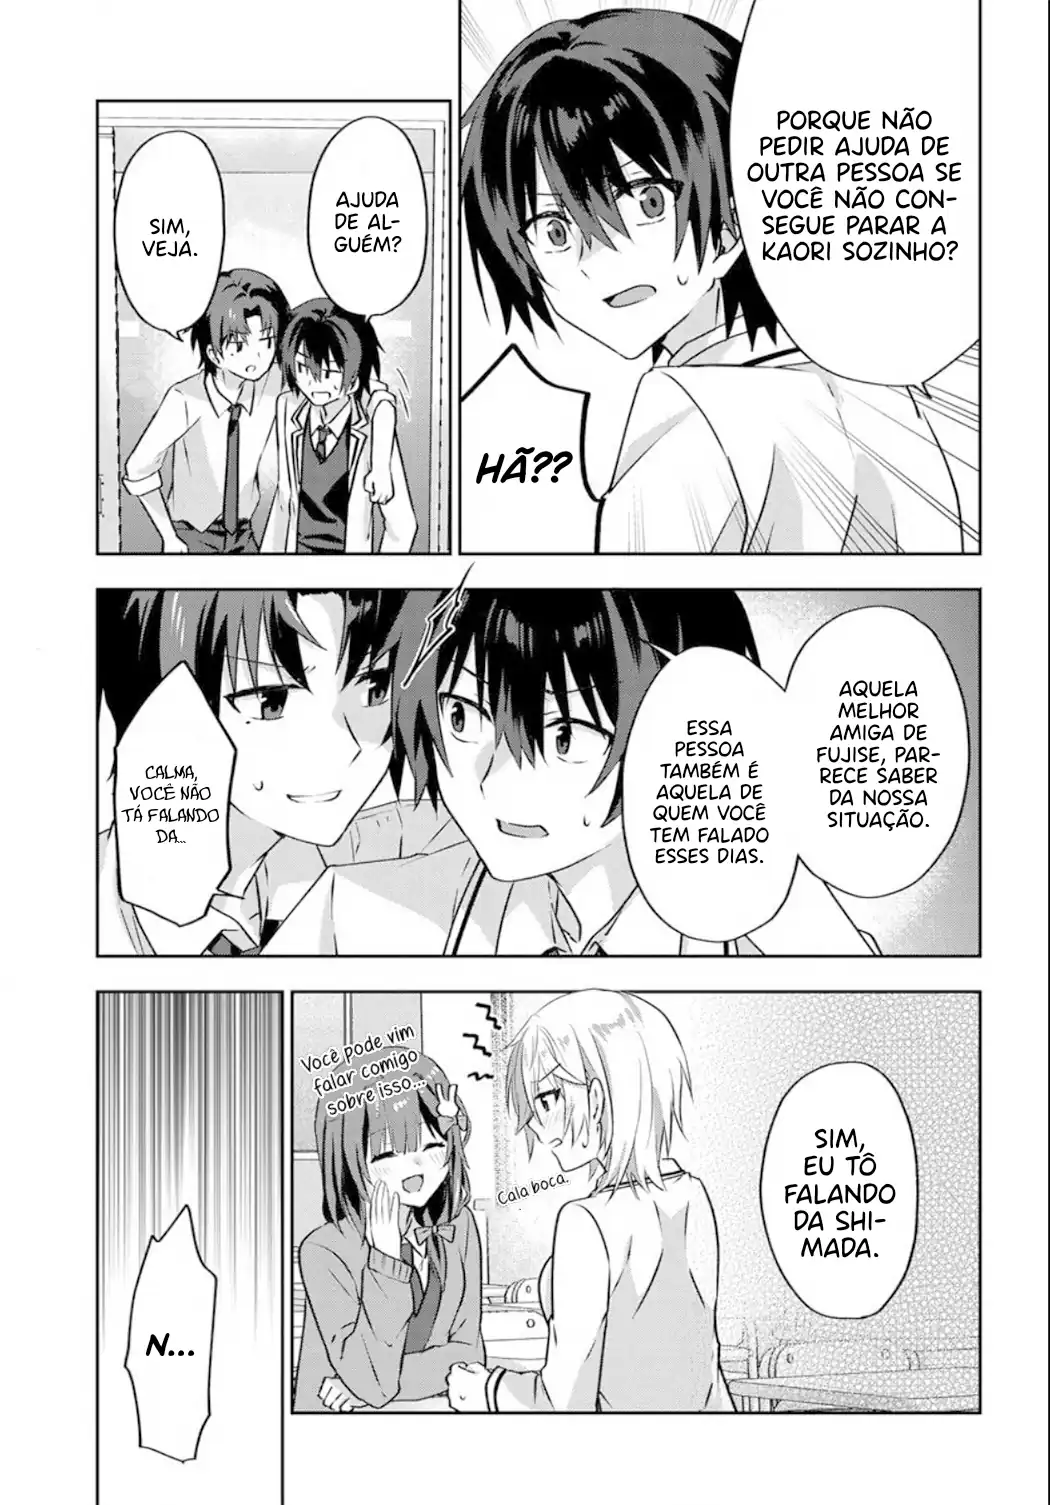 PORQUE NÃO
PEDIR AJUDA DE
OUTRA PESSOA SE
VOCÊ NÃO CON-
SEGUE PARAR A
KAORI SOZINHO?
HÃ??
AJUDA
DE AL-
GUÉM?
SIM,
VEJA.
AQUELA
MELHOR
AMIGA DE
FUJISE, PAR-
RECE SABER
DA NOSSA
SITUAÇÃO.
ESSA
PESSOA
TAMBÉM É
AQUELA DE
QUEM VOCÊ
TEM FALADO
ESSES DIAS.
CALMA,
VOCÊ NÃO
TÁ FALANDO
DA...
SIM,
EU TÔ
FALANDO
DA SHI-
MADA.
Você pode vim
falar comigo
sobre isso...
Cala boca.
N...